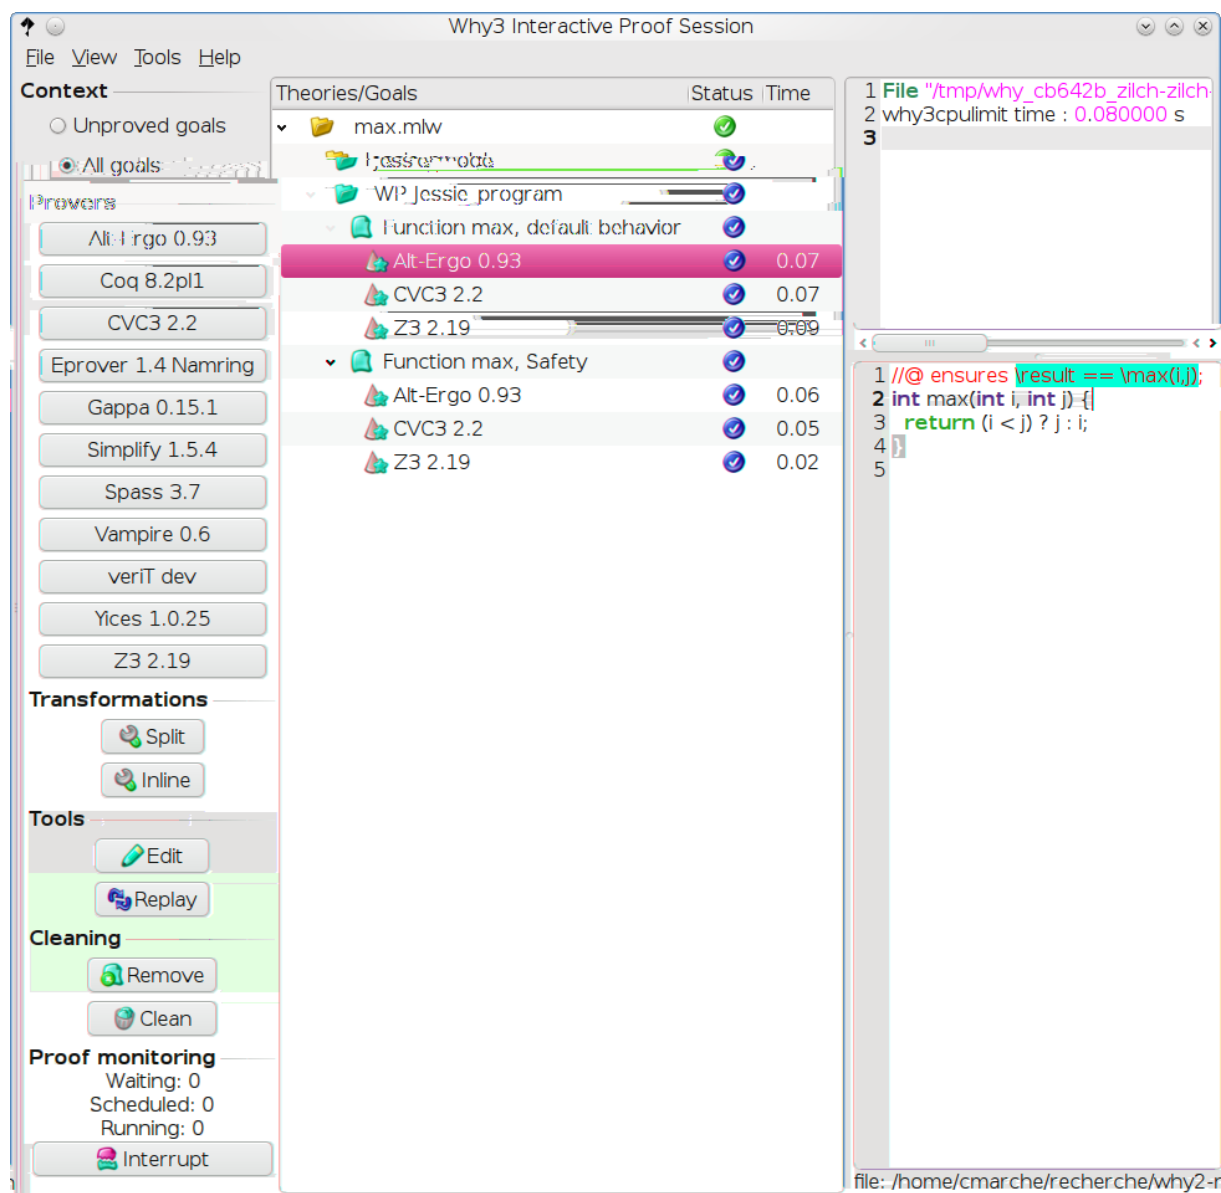 Why3 Interactive Proof Session
File View Tools Help
Context
Unproved goals
All goals
Provers
Alt-Ergo 0.93
Coq 8.2pl1
CVC3 2.2
Eprover 1.4 Namring
Gappa 0.15.1
Simplify 1.5.4
Spass 3.7
Vampire 0.6
veriT dev
Yices 1.0.25
Z3 2.19
Transformations
Split
Inline
Tools
Edit
Replay
Cleaning
Remove
Clean
Proof monitoring
Waiting: 0
Scheduled: 0
Running: 0
Interrupt
Theories/Goals Status Time
max.mlw
WP Jessie_program
Function max, default behavior
Alt-Ergo 0.93 0.07
CVC3 2.2 0.07
Z3 2.19 0.09
Function max, Safety
Alt-Ergo 0.93 0.06
CVC3 2.2 0.05
Z3 2.19 0.02
1 File "/tmp/why_cb642b_zilch-zilch-
2 why3cpulimit time : 0.080000 s
3
1 //@ ensures \result == \max(i,j);
2 int max(int i, int j) {
3 return (i < j) ? j : i;
4 }
5
file: /home/cmarche/recherche/why2-r